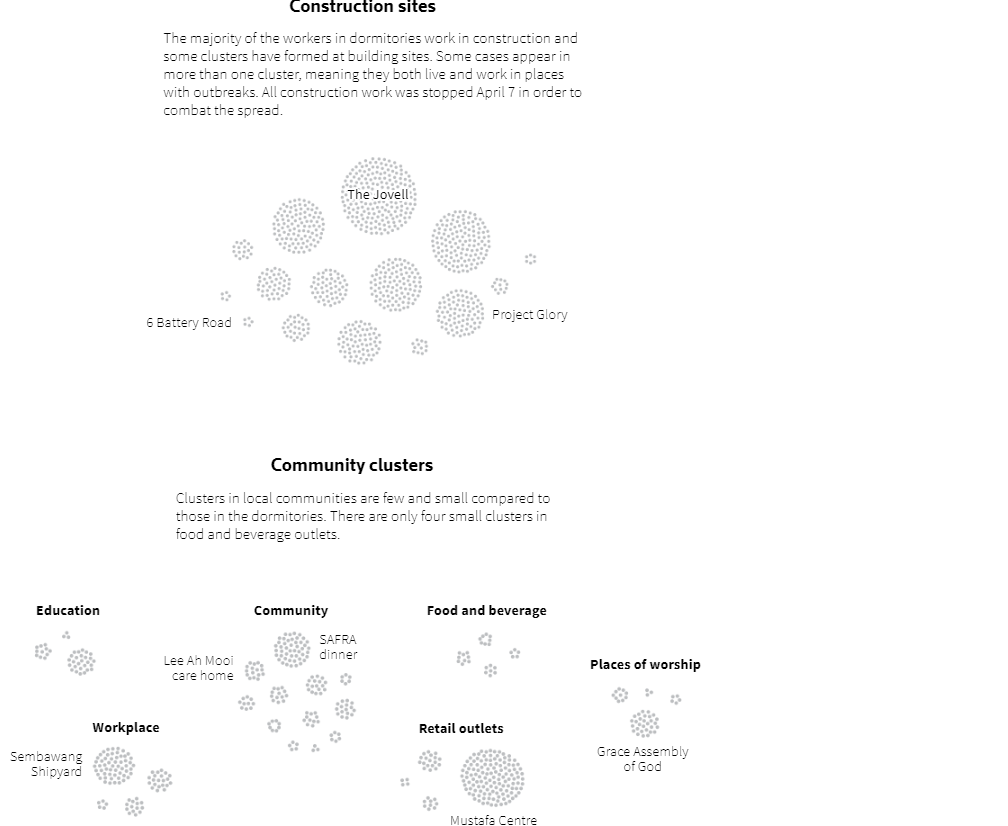 Construction sites
The majority of the workers in dormitories work in construction and
some clusters have formed at building sites. Some cases appear in
more than one cluster, meaning they both live and work in places
with outbreaks. All construction work was stopped April 7 in order to
combat the spread.
The Jovell
6 Battery Road
Project Glory
Community clusters
Clusters in local communities are few and small compared to
those in the dormitories. There are only four small clusters in
food and beverage outlets.
Education
Community
SAFRA
dinner
Lee Ah Mooi
care home
Food and beverage
Places of worship
Grace Assembly
of God
Workplace
Sembawang
Shipyard
Retail outlets
Mustafa Centre